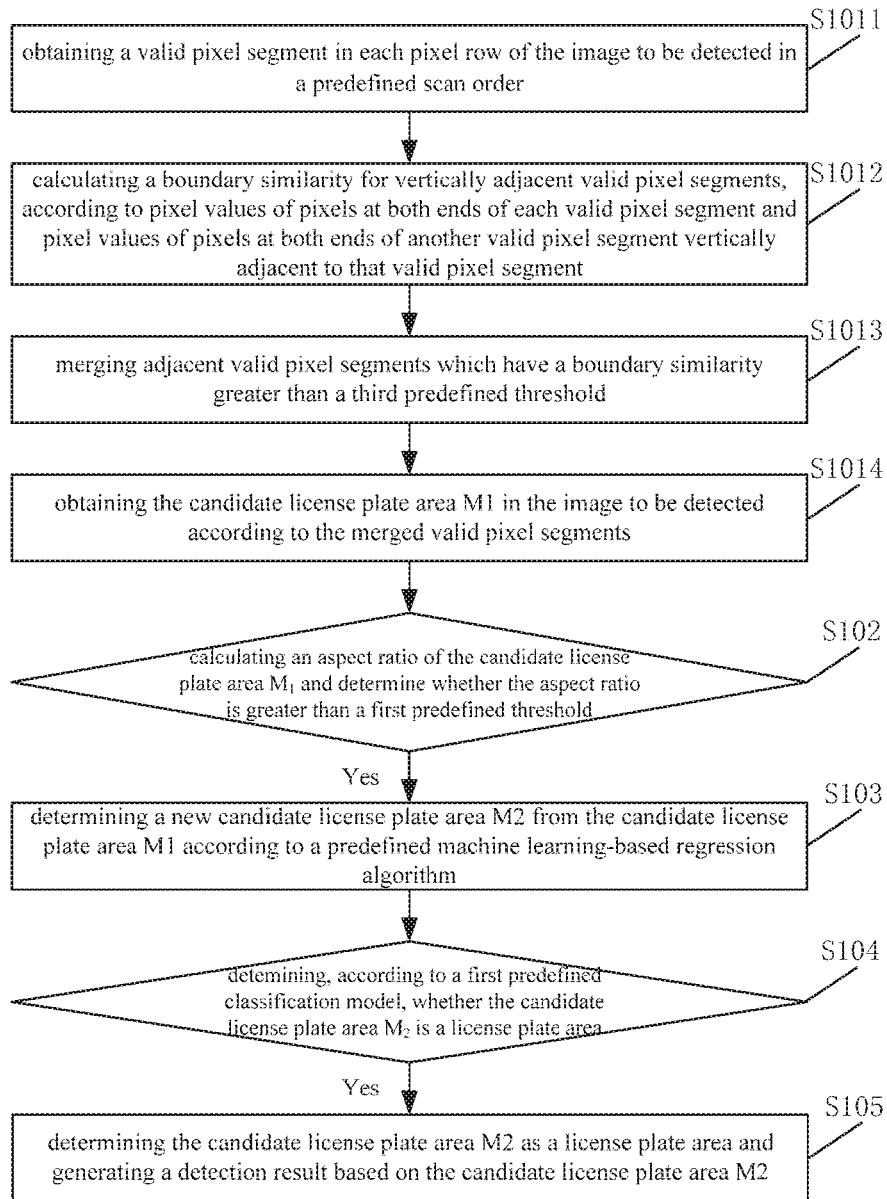 S1011
obtaining a valid pixel segment in each pixel row of the image to be detected in
a predefined scan order
S1012
calculating a boundary similarity for vertically adjacent valid pixel segments,
according to pixel values of pixels at both ends of each valid pixel segment and
pixel values of pixels at both ends of another valid pixel segment vertically
adjacent to that valid pixel segment
S1013
merging adjacent valid pixel segments which have a boundary similarity
greater than a third predefined threshold
S1014
obtaining the candidate license plate area M1 in the image to be detected
according to the merged valid pixel segments
S102
calculating an aspect ratio of the candidate license
plate area M₁ and determine whether the aspect ratio
is greater than a first predefined threshold
Yes
S103
determining a new candidate license plate area M2 from the candidate license
plate area M1 according to a predefined machine learning-based regression
algorithm
S104
detemining, according to a first predefined
classification model, whether the candidate
license plate area M₂ is a license plate area
Yes
S105
determining the candidate license plate area M2 as a license plate area and
generating a detection result based on the candidate license plate area M2